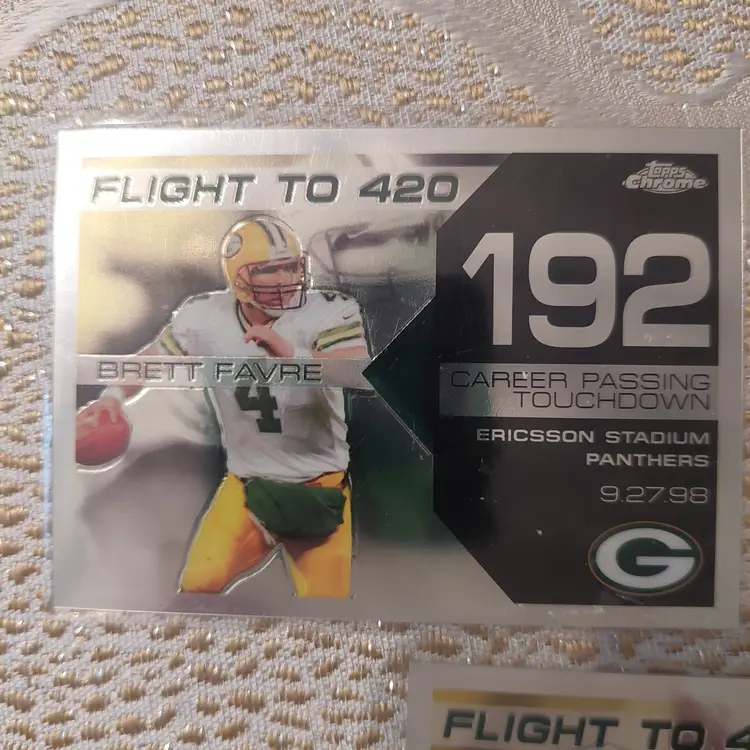 FLIGHT TO 420
Topps
Chrome
192
BRETT FAVRE
4
CAREER PASSING
TOUCHDOWN
ERICSSON STADIUM
PANTHERS
9.27.98
G
FLIGHT TO 4